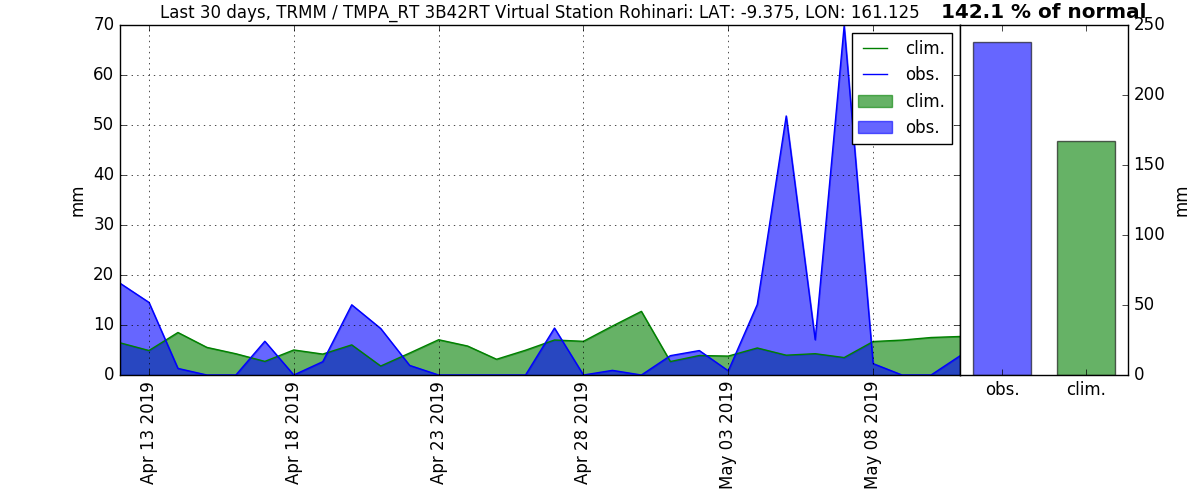 Last 30 days, TRMM / TMPA_RT 3B42RT Virtual Station Rohinari: LAT: -9.375, LON: 161.125
142.1 % of normal
70
60
50
40
30
20
10
0
mm
clim.
obs.
clim.
obs.
Apr 13 2019
Apr 18 2019
Apr 23 2019
Apr 28 2019
May 03 2019
May 08 2019
250
200
150
100
50
0
mm
obs.
clim.